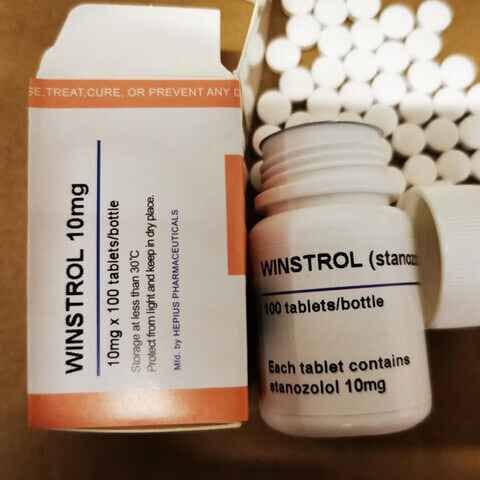 SE,TREAT,CURE, OR PREVENT ANY D
WINSTROL 10mg
10mg x 100 tablets/bottle
Storage at less than 30℃
Protect from light and keep in dry place.
Mfd. by HEPIUS PHARMACEUTICALS
WINSTROL (stanozo
100 tablets/bottle
Each tablet contains
stanozolol 10mg